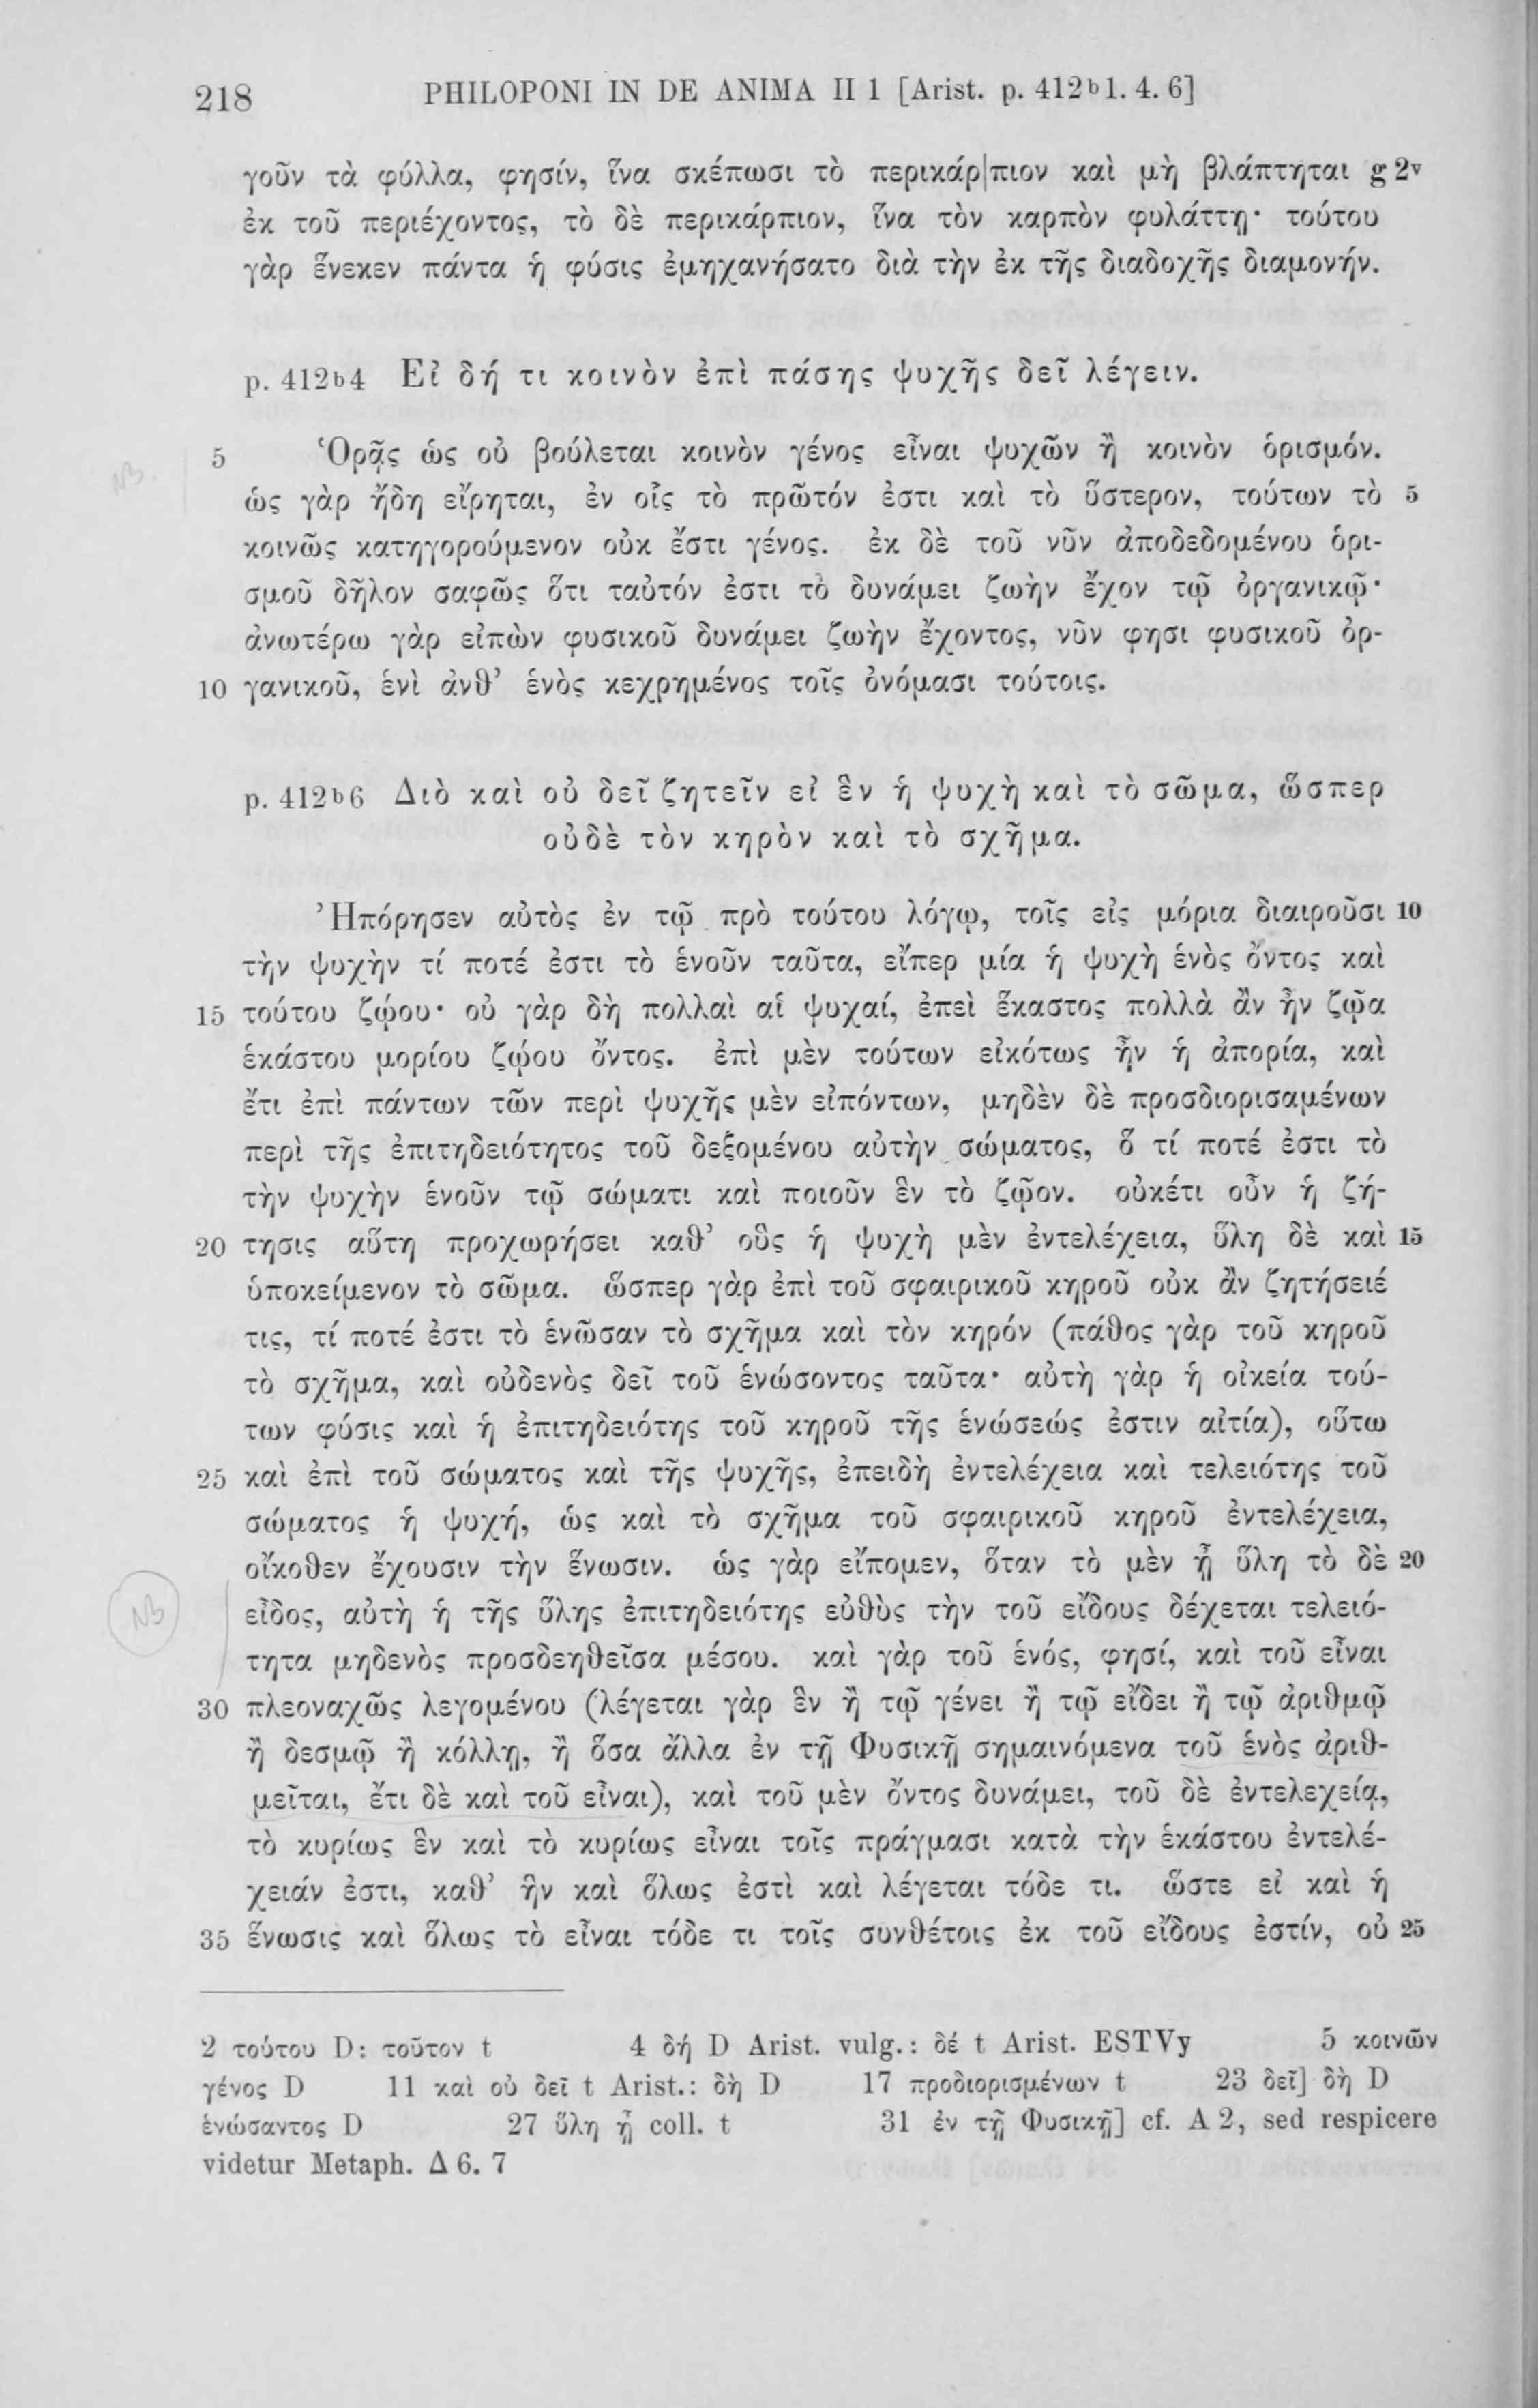 218 PHILOPONI IN DE ANIMA II 1 [Arist. p. 412b1. 4. 6]
γοῦν τὰ φύλλα, φησίν, ἵνα σκέπωσι τὸ περικάρ|πιον καὶ μὴ βλάπτηται g 2v
ἐκ τοῦ περιέχοντος, τὸ δὲ περικάρπιον, ἵνα τὸν καρπὸν φυλάττῃ· τούτου
γὰρ ἕνεκεν πάντα ἡ φύσις ἐμηχανήσατο διὰ τὴν ἐκ τῆς διαδοχῆς διαμονήν.
p. 412b4 Εἰ δή τι κοινὸν ἐπὶ πάσης ψυχῆς δεῖ λέγειν.
NB.
5 Ὁρᾷς ὡς οὐ βούλεται κοινὸν γένος εἶναι ψυχῶν ἢ κοινὸν ὁρισμόν.
ὡς γὰρ ἤδη εἴρηται, ἐν οἷς τὸ πρῶτόν ἐστι καὶ τὸ ὕστερον, τούτων τὸ 5
κοινῶς κατηγορούμενον οὐκ ἔστι γένος. ἐκ δὲ τοῦ νῦν ἀποδεδομένου ὁρι-
σμοῦ δῆλον σαφῶς ὅτι ταὐτόν ἐστι τὸ δυνάμει ζωὴν ἔχον τῷ ὀργανικῷ·
ἀνωτέρω γὰρ εἰπὼν φυσικοῦ δυνάμει ζωὴν ἔχοντος, νῦν φησι φυσικοῦ ὀρ-
10 γανικοῦ, ἑνὶ ἀνθ’ ἑνὸς κεχρημένος τοῖς ὀνόμασι τούτοις.
p. 412b6 Διὸ καὶ οὐ δεῖ ζητεῖν εἰ ἓν ἡ ψυχὴ καὶ τὸ σῶμα, ὥσπερ
οὐδὲ τὸν κηρὸν καὶ τὸ σχῆμα.
Ἠπόρησεν αὐτὸς ἐν τῷ πρὸ τούτου λόγῳ, τοῖς εἰς μόρια διαιροῦσι 10
τὴν ψυχὴν τί ποτέ ἐστι τὸ ἑνοῦν ταῦτα, εἴπερ μία ἡ ψυχὴ ἑνὸς ὄντος καὶ
15 τούτου ζῴου· οὐ γὰρ δὴ πολλαὶ αἱ ψυχαί, ἐπεὶ ἕκαστος πολλὰ ἂν ἦν ζῷα
ἑκάστου μορίου ζῴου ὄντος. ἐπὶ μὲν τούτων εἰκότως ἦν ἡ ἀπορία, καὶ
ἔτι ἐπὶ πάντων τῶν περὶ ψυχῆς μὲν εἰπόντων, μηδὲν δὲ προσδιορισαμένων
περὶ τῆς ἐπιτηδειότητος τοῦ δεξομένου αὐτὴν σώματος, ὅ τί ποτέ ἐστι τὸ
τὴν ψυχὴν ἑνοῦν τῷ σώματι καὶ ποιοῦν ἓν τὸ ζῷον. οὐκέτι οὖν ἡ ζή-
20 τησις αὕτη προχωρήσει καθ’ οὓς ἡ ψυχὴ μὲν ἐντελέχεια, ὕλη δὲ καὶ 15
ὑποκείμενον τὸ σῶμα. ὥσπερ γὰρ ἐπὶ τοῦ σφαιρικοῦ κηροῦ οὐκ ἂν ζητήσειέ
τις, τί ποτέ ἐστι τὸ ἑνῶσαν τὸ σχῆμα καὶ τὸν κηρόν (πάθος γὰρ τοῦ κηροῦ
τὸ σχῆμα, καὶ οὐδενὸς δεῖ τοῦ ἑνώσοντος ταῦτα· αὐτὴ γὰρ ἡ οἰκεία τού-
των φύσις καὶ ἡ ἐπιτηδειότης τοῦ κηροῦ τῆς ἑνώσεώς ἐστιν αἰτία), οὕτω
25 καὶ ἐπὶ τοῦ σώματος καὶ τῆς ψυχῆς, ἐπειδὴ ἐντελέχεια καὶ τελειότης τοῦ
σώματος ἡ ψυχή, ὡς καὶ τὸ σχῆμα τοῦ σφαιρικοῦ κηροῦ ἐντελέχεια,
οἴκοθεν ἔχουσιν τὴν ἕνωσιν. ὡς γὰρ εἴπομεν, ὅταν τὸ μὲν ᾖ ὕλη τὸ δὲ 20
NB
εἶδος, αὐτὴ ἡ τῆς ὕλης ἐπιτηδειότης εὐθὺς τὴν τοῦ εἴδους δέχεται τελειό-
τητα μηδενὸς προσδεηθεῖσα μέσου. καὶ γὰρ τοῦ ἑνός, φησί, καὶ τοῦ εἶναι
30 πλεοναχῶς λεγομένου (λέγεται γὰρ ἓν ἢ τῷ γένει ἢ τῷ εἴδει ἢ τῷ ἀριθμῷ
ἢ δεσμῷ ἢ κόλλῃ, ἢ ὅσα ἄλλα ἐν τῇ Φυσικῇ σημαινόμενα τοῦ ἑνὸς ἀριθ-
μεῖται, ἔτι δὲ καὶ τοῦ εἶναι), καὶ τοῦ μὲν ὄντος δυνάμει, τοῦ δὲ ἐντελεχείᾳ,
τὸ κυρίως ἓν καὶ τὸ κυρίως εἶναι τοῖς πράγμασι κατὰ τὴν ἑκάστου ἐντελέ-
χειάν ἐστι, καθ’ ἣν καὶ ὅλως ἐστὶ καὶ λέγεται τόδε τι. ὥστε εἰ καὶ ἡ
35 ἕνωσις καὶ ὅλως τὸ εἶναι τόδε τι τοῖς συνθέτοις ἐκ τοῦ εἴδους ἐστίν, οὐ 25
2 τούτου D: τοῦτον t 4 δή D Arist. vulg.: δέ t Arist. ESTVy 5 κοινῶν
γένος D 11 καὶ οὐ δεῖ t Arist.: δὴ D 17 προδιορισμένων t 23 δεῖ] δὴ D
ἑνώσαντος D 27 ὕλη ᾖ coll. t 31 ἐν τῇ Φυσικῇ] cf. A 2, sed respicere
videtur Metaph. Δ 6. 7